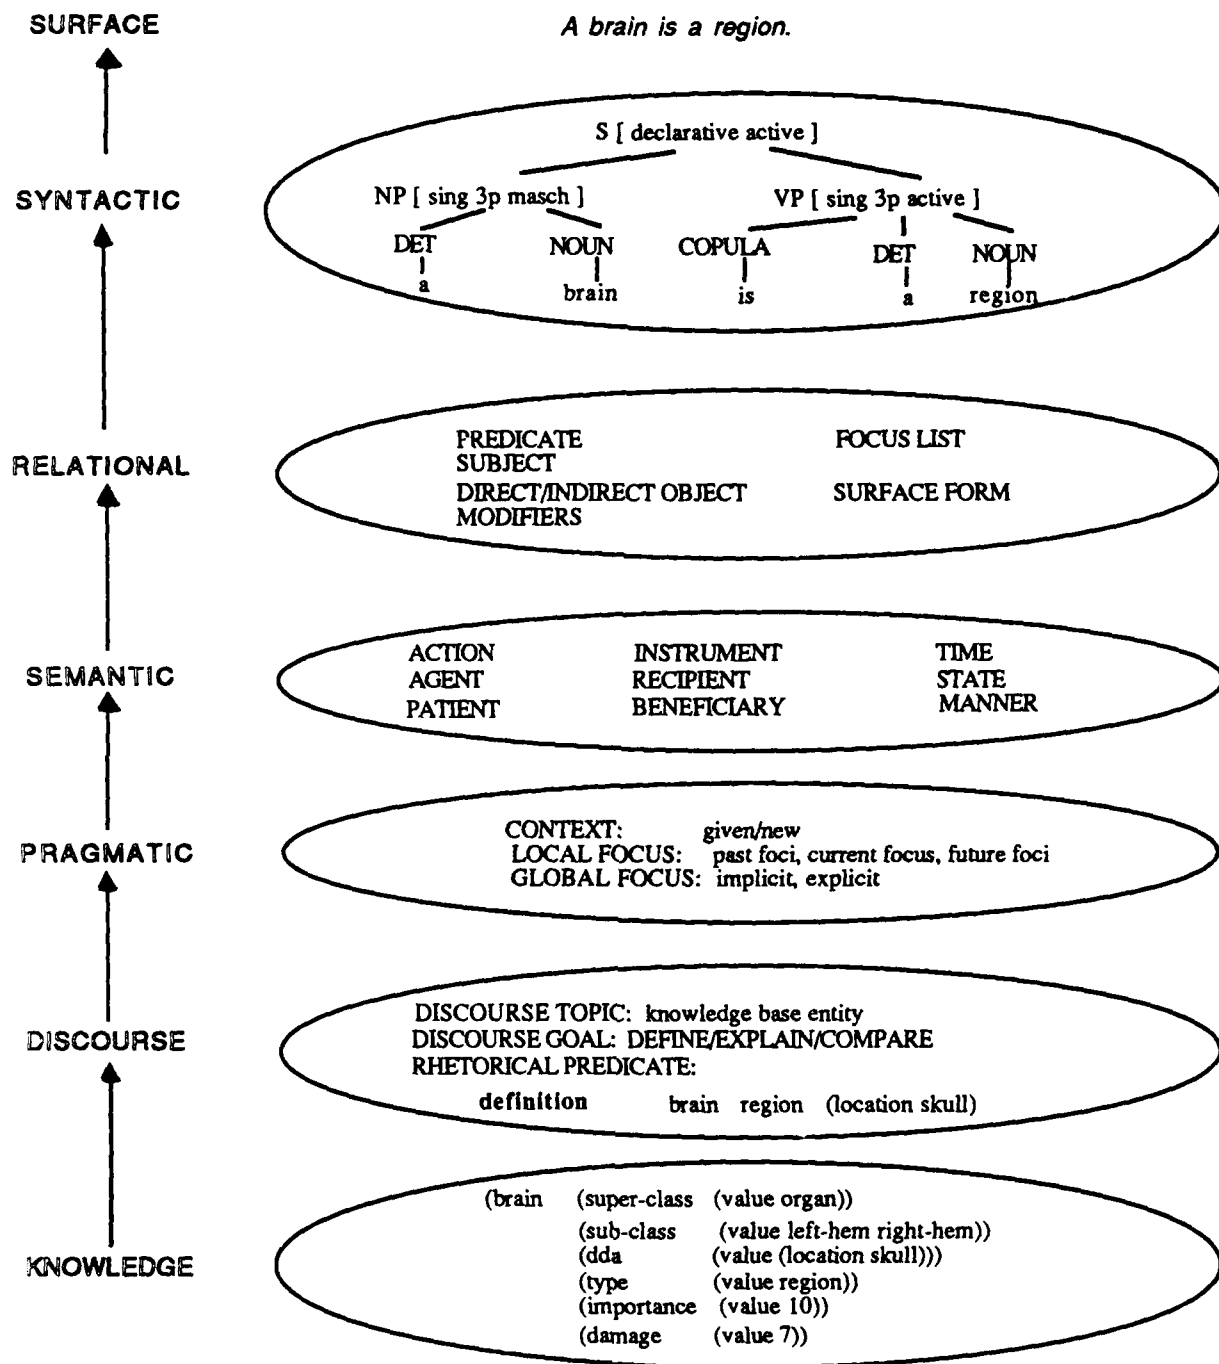 SURFACE
A brain is a region.
S [ declarative active ]
SYNTACTIC
NP [ sing 3p masch ] VP [ sing 3p active ]
DET NOUN COPULA DET NOUN
a brain is a region
RELATIONAL
PREDICATE FOCUS LIST
SUBJECT
DIRECT/INDIRECT OBJECT SURFACE FORM
MODIFIERS
SEMANTIC
ACTION INSTRUMENT TIME
AGENT RECIPIENT STATE
PATIENT BENEFICIARY MANNER
PRAGMATIC
CONTEXT: given/new
LOCAL FOCUS: past foci, current focus, future foci
GLOBAL FOCUS: implicit, explicit
DISCOURSE
DISCOURSE TOPIC: knowledge base entity
DISCOURSE GOAL: DEFINE/EXPLAIN/COMPARE
RHETORICAL PREDICATE:
definition brain region (location skull)
KNOWLEDGE
(brain (super-class (value organ))
(sub-class (value left-hem right-hem))
(dda (value (location skull)))
(type (value region))
(importance (value 10))
(damage (value 7))